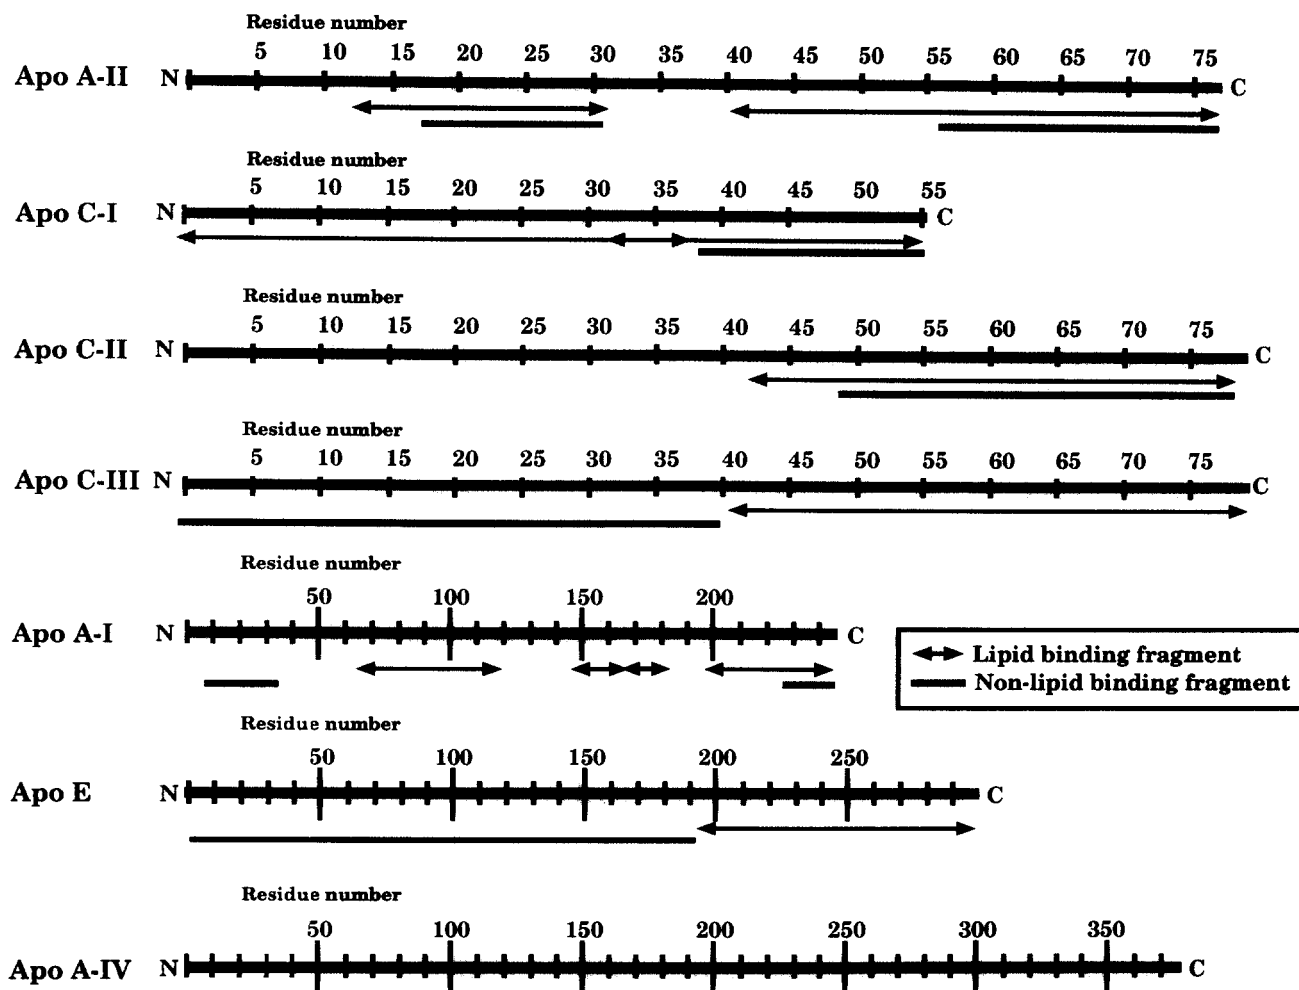 Residue number
5 10 15 20 25 30 35 40 45 50 55 60 65 70 75
Apo A-II N C
Residue number
5 10 15 20 25 30 35 40 45 50 55
Apo C-I N C
Residue number
5 10 15 20 25 30 35 40 45 50 55 60 65 70 75
Apo C-II N C
Residue number
5 10 15 20 25 30 35 40 45 50 55 60 65 70 75
Apo C-III N C
Residue number
50 100 150 200
Apo A-I N C
Lipid binding fragment
Non-lipid binding fragment
Residue number
50 100 150 200 250
Apo E N C
Residue number
50 100 150 200 250 300 350
Apo A-IV N C